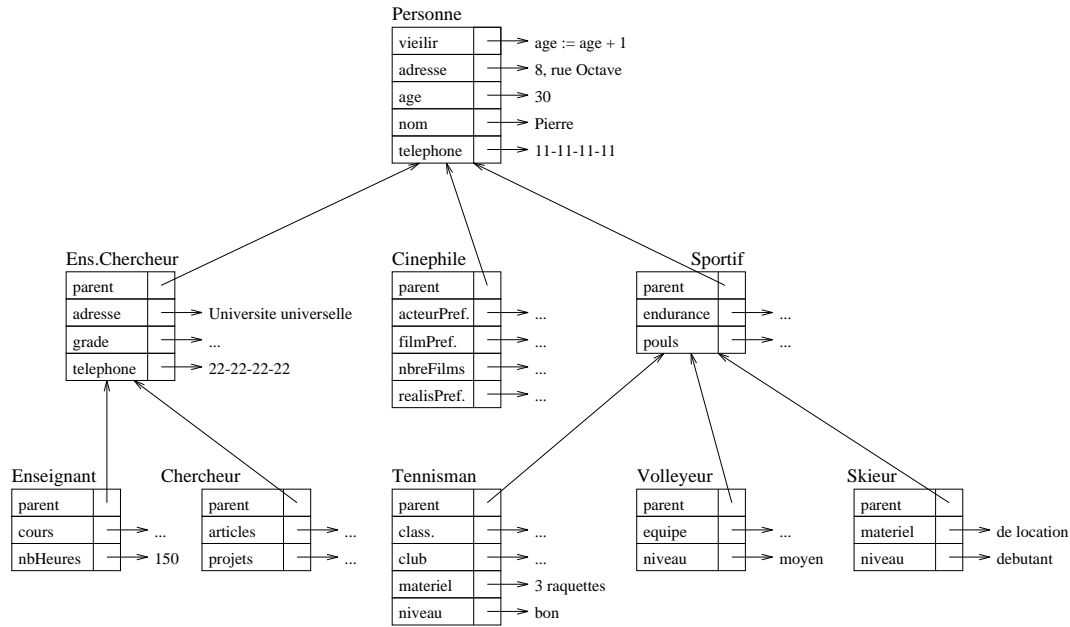 Personne
vieilir age := age + 1
adresse 8, rue Octave
age 30
nom Pierre
telephone 11-11-11-11
Ens.Chercheur Cinephile Sportif
parent parent parent
adresse Universite universelle acteurPref. ... endurance ...
grade ... filmPref. ... pouls ...
telephone 22-22-22-22 nbreFilms ...
realisPref. ...
Enseignant Chercheur Tennisman Volleyeur Skieur
parent parent parent parent parent
cours ... articles ... class. ... equipe ... materiel de location
nbHeures 150 projets ... club ... niveau moyen niveau debutant
materiel 3 raquettes
niveau bon